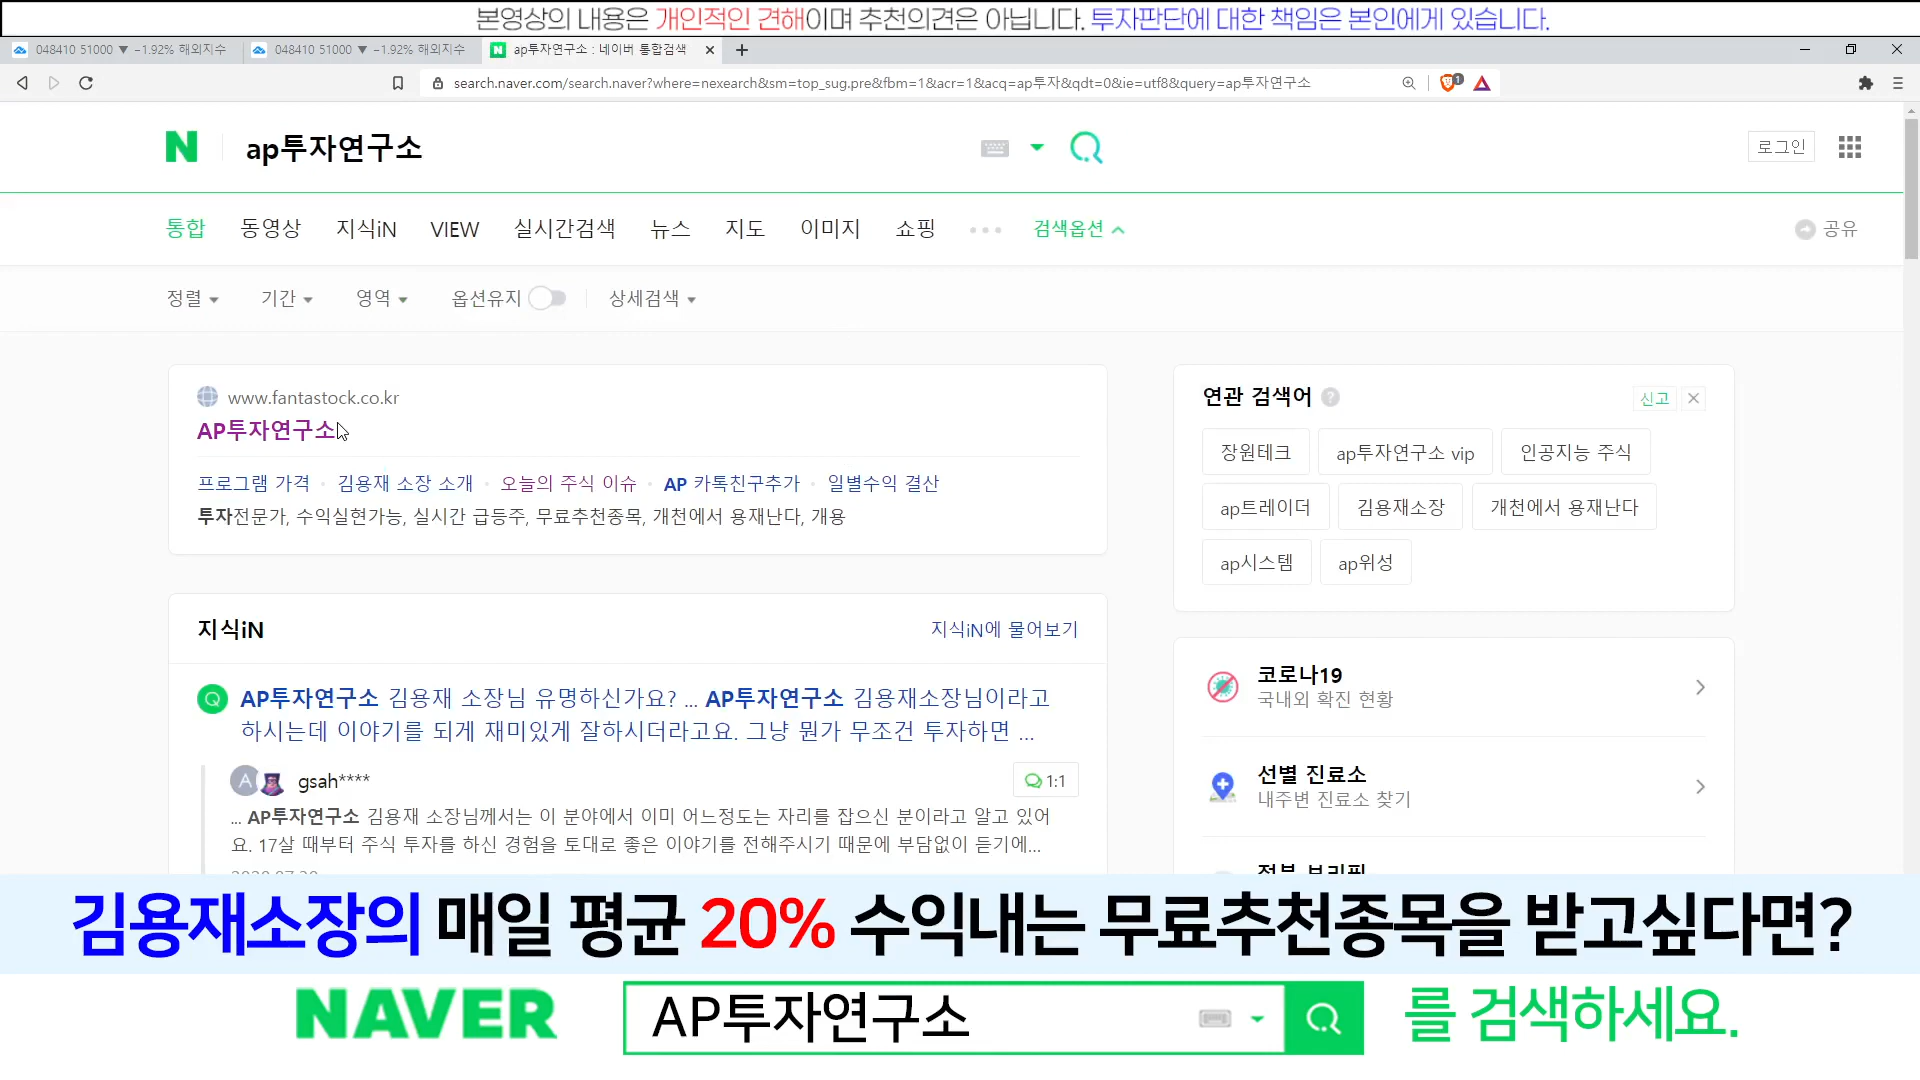 본영상의 내용은 개인적인 견해이며 추천의견은 아닙니다. 투자판단에 대한 책임은 본인에게 있습니다.
048410 51000 ▼ -1.92% 해외지수
048410 51000 ▼ -1.92% 해외지수
ap투자연구소 : 네이버 통합검색
search.naver.com/search.naver?where=nexearch&sm=top_sug.pre&fbm=1&acr=1&acq=ap투자&qdt=0&ie=utf8&query=ap투자연구소
1
N
ap투자연구소
로그인
통합 동영상 지식iN VIEW 실시간검색 뉴스 지도 이미지 쇼핑 검색옵션
공유
정렬 기간 영역 옵션유지 상세검색
www.fantastock.co.kr
AP투자연구소
프로그램 가격 · 김용재 소장 소개 · 오늘의 주식 이슈 · AP 카톡친구추가 · 일별수익 결산
투자전문가, 수익실현가능, 실시간 급등주, 무료추천종목, 개천에서 용재난다, 개용
지식iN
지식iN에 물어보기
Q AP투자연구소 김용재 소장님 유명하신가요? ... AP투자연구소 김용재소장님이라고
하시는데 이야기를 되게 재미있게 잘하시더라고요. 그냥 뭔가 무조건 투자하면 ...
A gsah****
1:1
... AP투자연구소 김용재 소장님께서는 이 분야에서 이미 어느정도는 자리를 잡으신 분이라고 알고 있어
요. 17살 때부터 주식 투자를 하신 경험을 토대로 좋은 이야기를 전해주시기 때문에 부담없이 듣기에...
연관 검색어 ?
신고
장원테크 ap투자연구소 vip 인공지능 주식
ap트레이더 김용재소장 개천에서 용재난다
ap시스템 ap위성
코로나19
국내외 확진 현황
선별 진료소
내주변 진료소 찾기
김용재소장의 매일 평균 20% 수익내는 무료추천종목을 받고싶다면?
NAVER AP투자연구소 를 검색하세요.